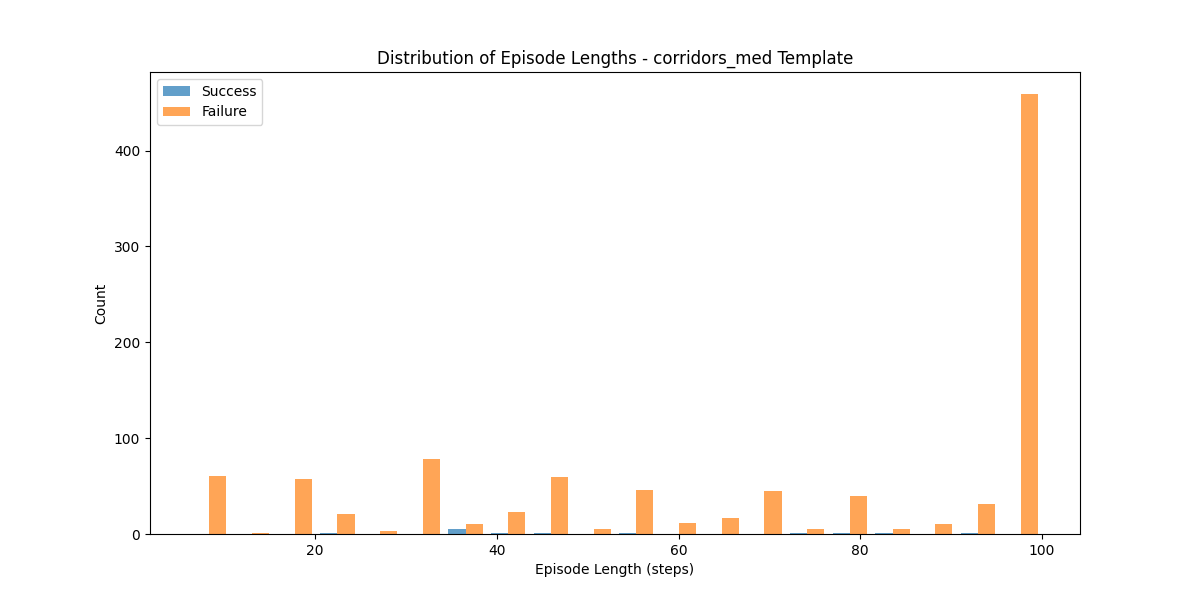 Distribution of Episode Lengths - corridors_med Template
Success
Failure
400
300
200
100
0
Count
20
40
60
80
100
Episode Length (steps)